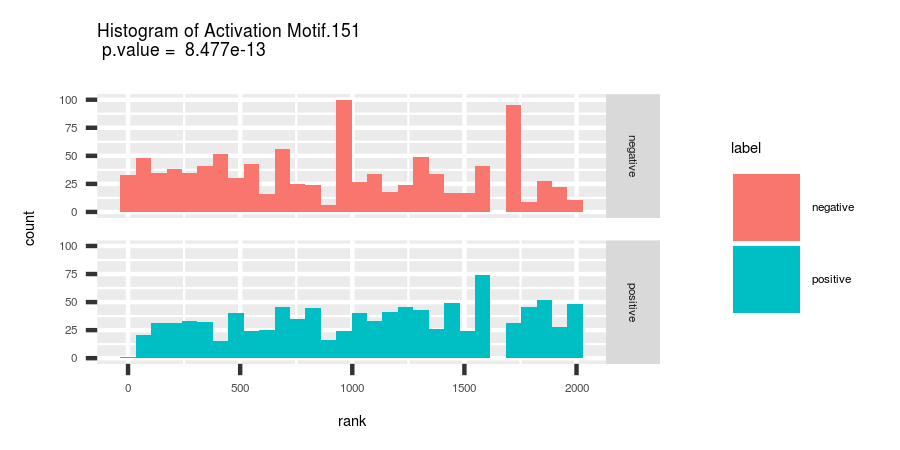 Histogram of Activation Motif.151
p.value = 8.477e-13
count
100
75
50
25
0
negative
100
75
50
25
0
positive
0 500 1000 1500 2000
rank
label
negative
positive